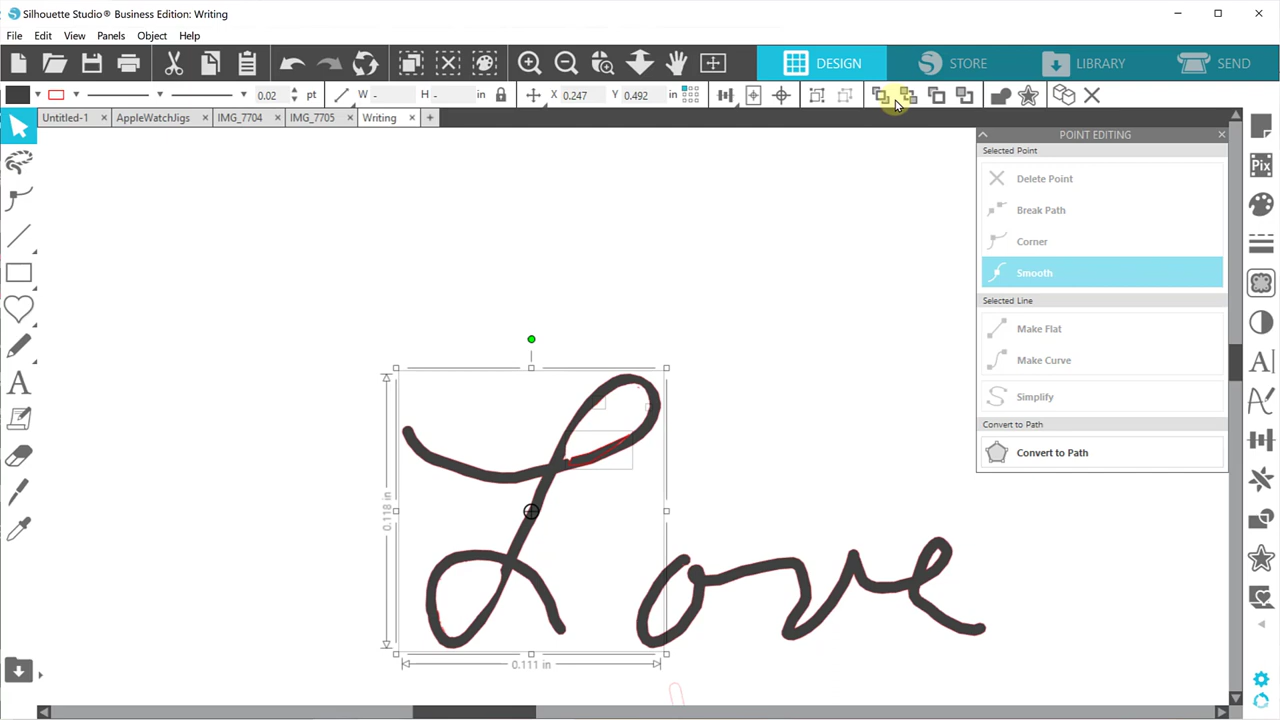 Silhouette Studio® Business Edition: Writing
File Edit View Panels Object Help
DESIGN STORE LIBRARY SEND
0.02 pt W - H - in X 0.247 Y 0.492 in
Untitled-1 AppleWatchJigs IMG_7704 IMG_7705 Writing
POINT EDITING
Selected Point
Delete Point
Break Path
Corner
Smooth
Selected Line
Make Flat
Make Curve
Simplify
Convert to Path
Convert to Path
Love
0.118 in
0.111 in